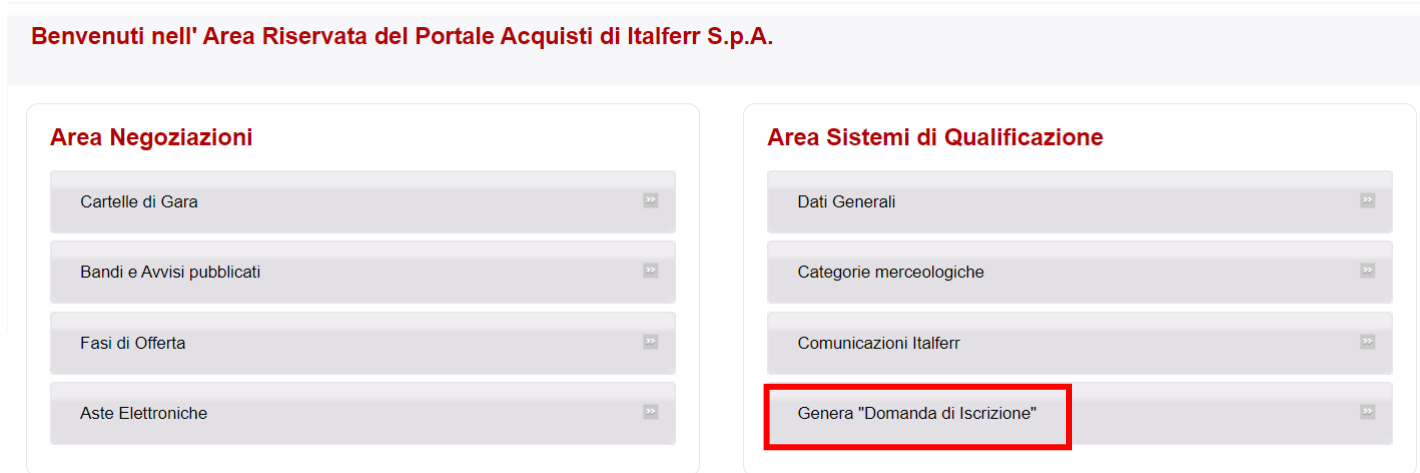 Benvenuti nell' Area Riservata del Portale Acquisti di Italferr S.p.A.
Area Negoziazioni
Cartelle di Gara
Bandi e Avvisi pubblicati
Fasi di Offerta
Aste Elettroniche
Area Sistemi di Qualificazione
Dati Generali
Categorie merceologiche
Comunicazioni Italferr
Genera "Domanda di Iscrizione"